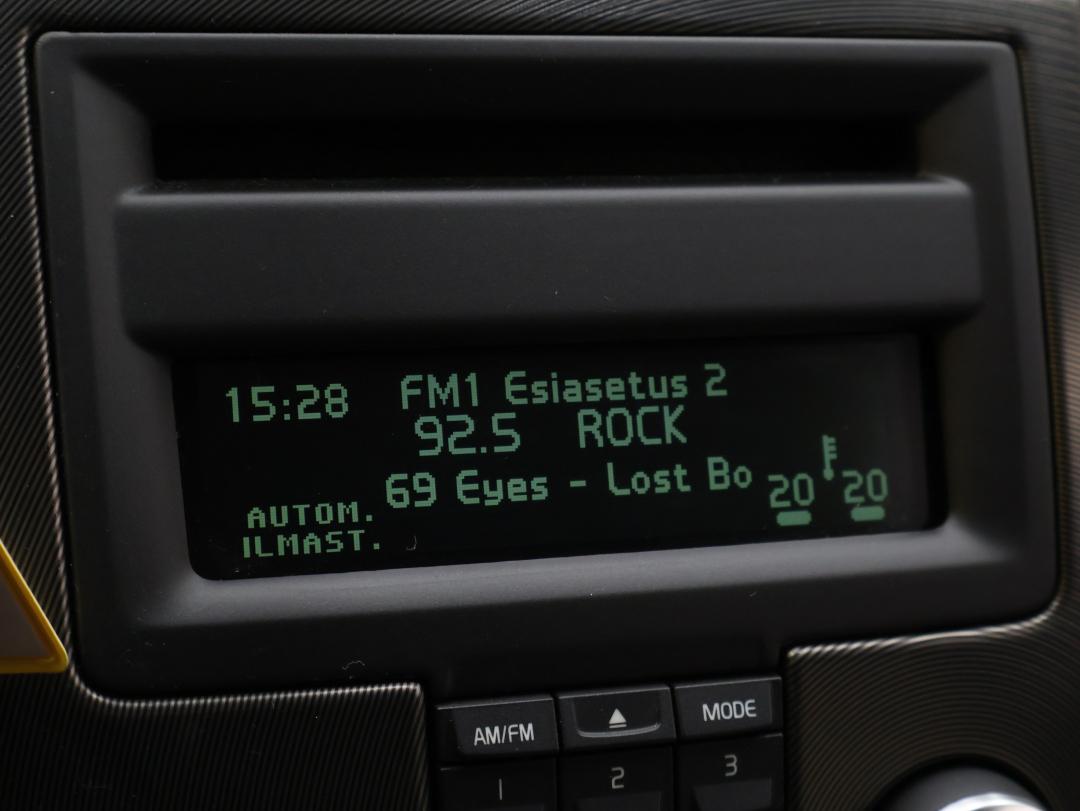 15:28 FM1 Esiasetus 2
92.5 ROCK
69 Eyes - Lost Bo
20 20
AUTOM.
ILMAST.
AM/FM
MODE
1 2 3